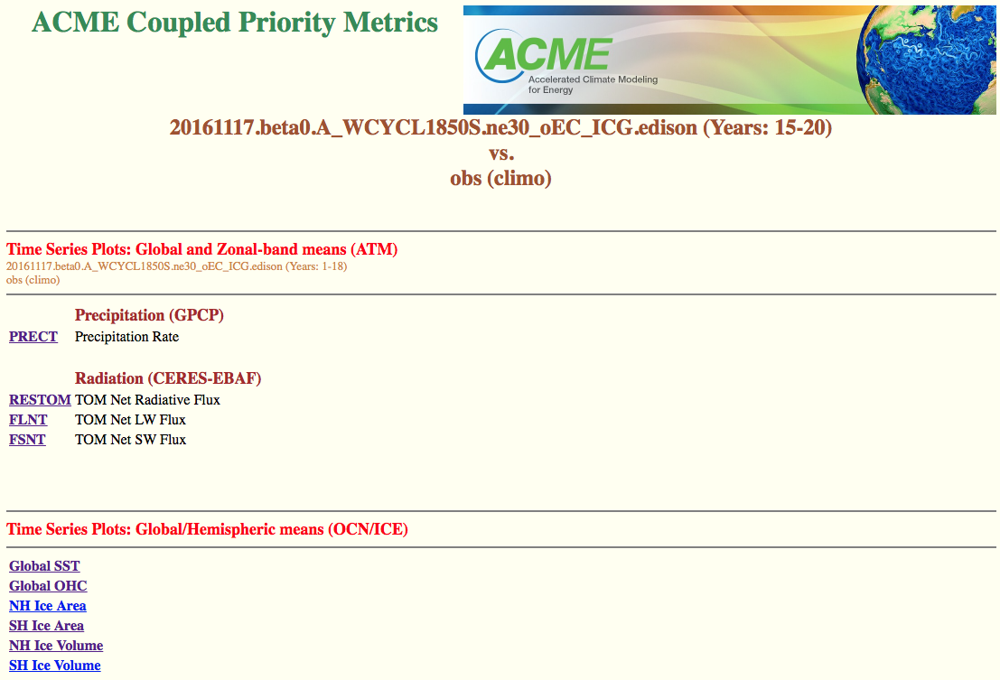 ACME Coupled Priority Metrics
ACME
Accelerated Climate Modeling
for Energy
20161117.beta0.A_WCYCL1850S.ne30_oEC_ICG.edison (Years: 15-20)
vs.
obs (climo)
Time Series Plots: Global and Zonal-band means (ATM)
20161117.beta0.A_WCYCL1850S.ne30_oEC_ICG.edison (Years: 1-18)
obs (climo)
Precipitation (GPCP)
PRECT Precipitation Rate
Radiation (CERES-EBAF)
RESTOM TOM Net Radiative Flux
FLNT TOM Net LW Flux
FSNT TOM Net SW Flux
Time Series Plots: Global/Hemispheric means (OCN/ICE)
Global SST
Global OHC
NH Ice Area
SH Ice Area
NH Ice Volume
SH Ice Volume